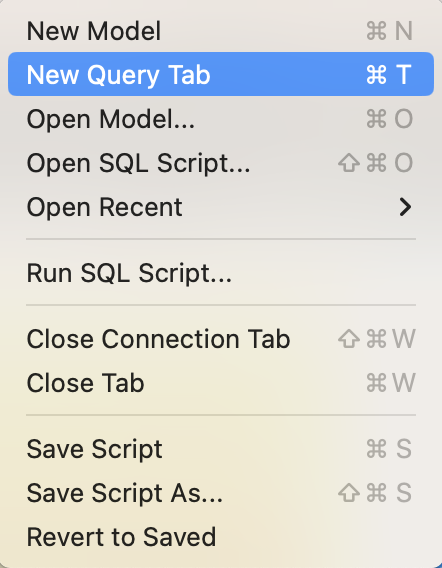 New Model ⌘ N
New Query Tab ⌘ T
Open Model... ⌘ O
Open SQL Script... ⇧ ⌘ O
Open Recent >
Run SQL Script...
Close Connection Tab ⇧ ⌘ W
Close Tab ⌘ W
Save Script ⌘ S
Save Script As... ⇧ ⌘ S
Revert to Saved